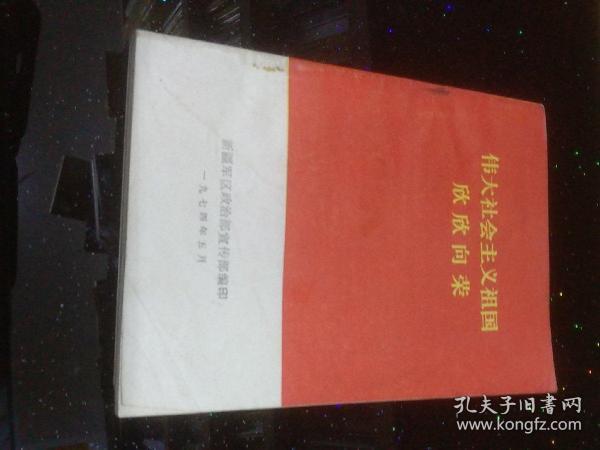 伟大社会主义祖国
欣欣向荣
新疆军区政治部宣传部编印
一九七四年五月
孔夫子旧書网
www.kongfz.com